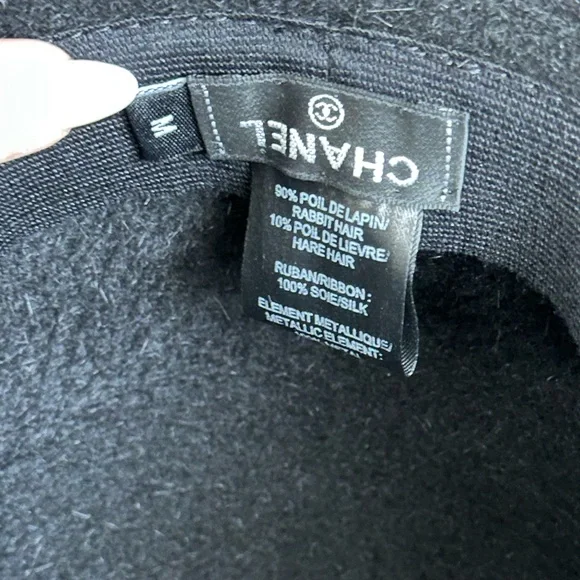 M
CHANEL
90% POIL DE LAPIN/
RABBIT HAIR
10% POIL DE LIEVRE/
HARE HAIR
RUBAN/RIBBON :
100% SOIE/SILK
ELEMENT METALLIQUE/
METALLIC ELEMENT: